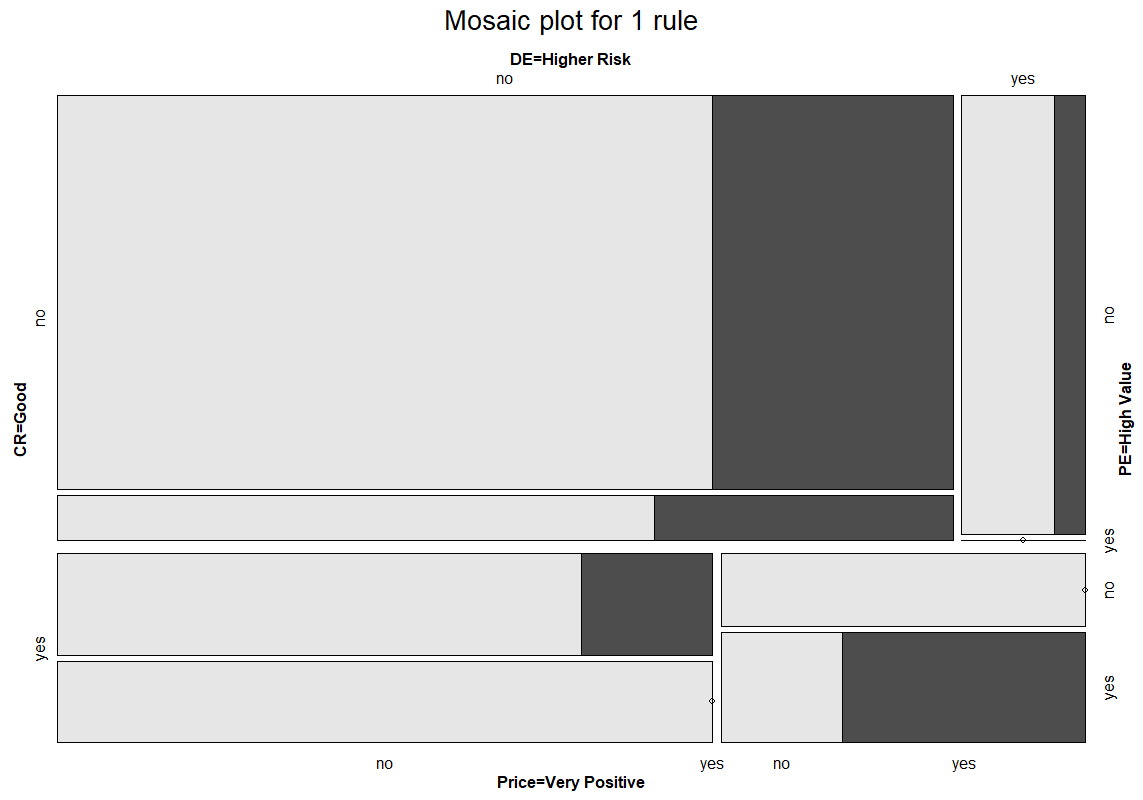 Mosaic plot for 1 rule
DE=Higher Risk
no
yes
no
CR=Good
yes
no
PE=High Value
yes
no
yes
no
yes
no
yes
Price=Very Positive